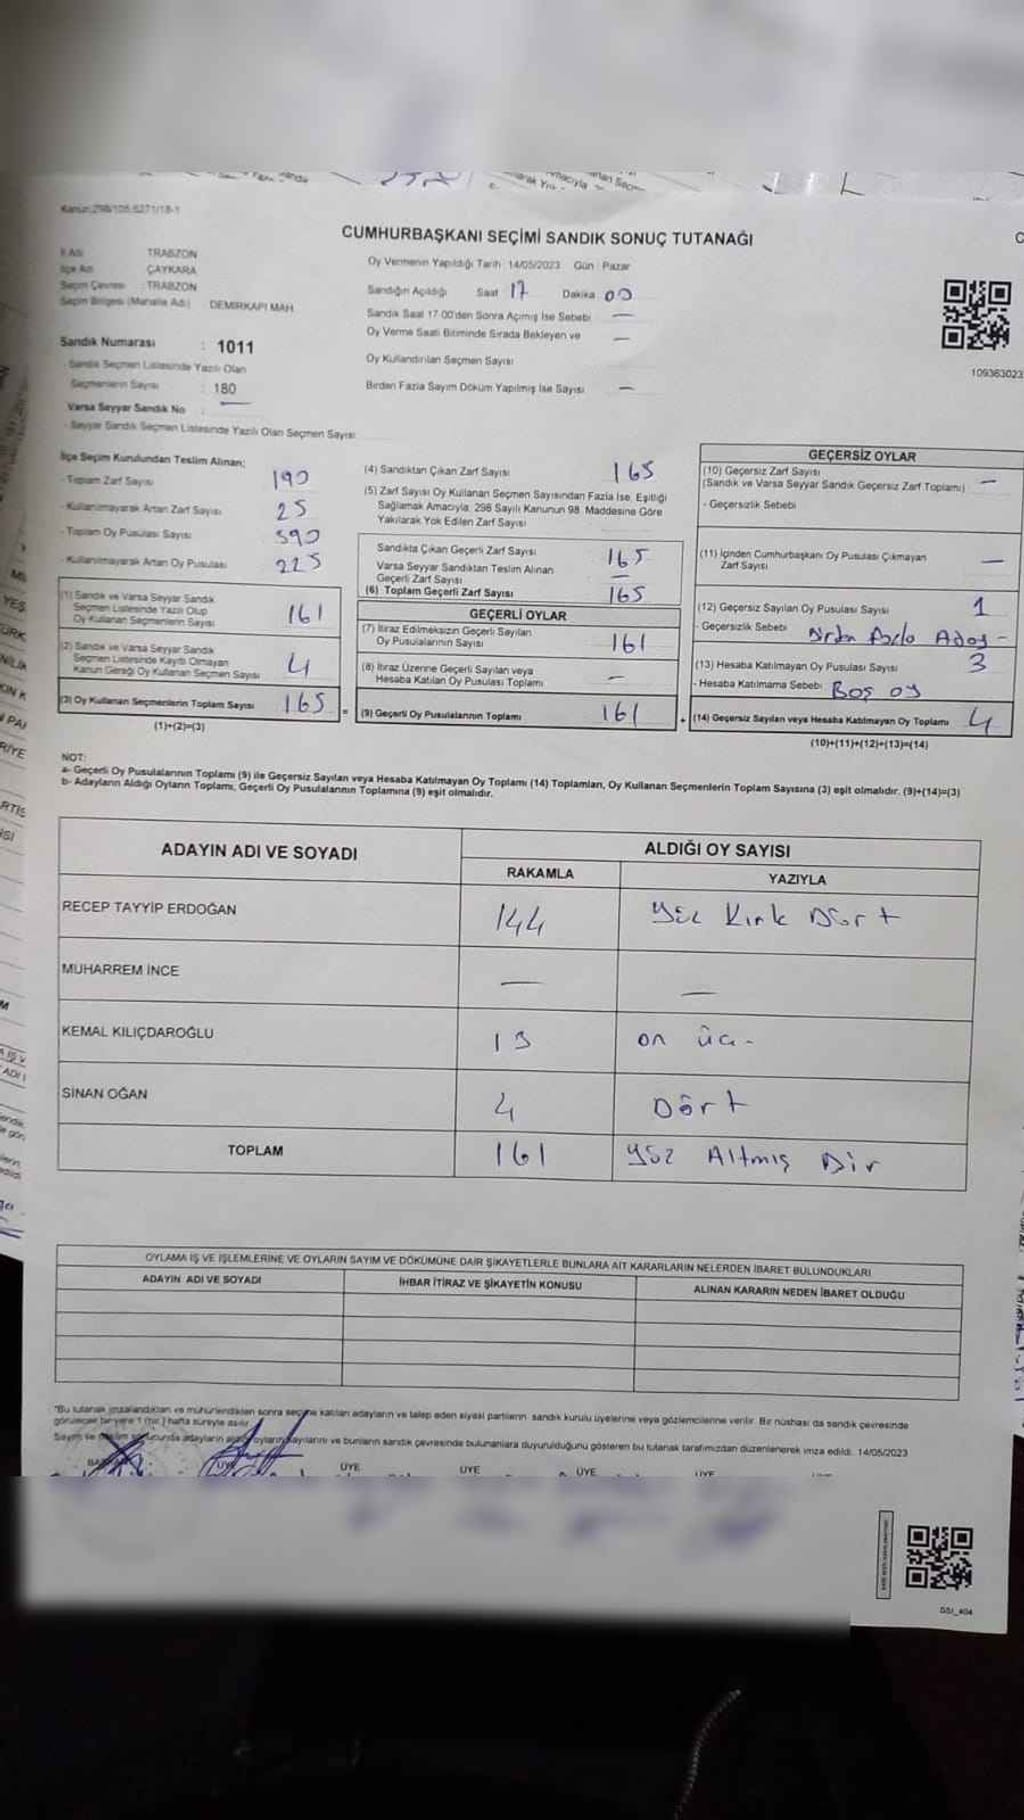 Kanun:298/105.6271/18-1
CUMHURBAŞKANI SEÇİMİ SANDIK SONUÇ TUTANAĞI
İl Adı TRABZON
İlçe Adı ÇAYKARA
Seçim Çevresi : TRABZON
Seçim Bölgesi (Mahalle Adı) DEMİRKAPI MAH
Sandık Numarası : 1011
- Sandık Seçmen Listesinde Yazılı Olan
Seçmenlerin Sayısı : 180
Varsa Seyyar Sandık No :
- Seyyar Sandık Seçmen Listesinde Yazılı Olan Seçmen Sayısı
Oy Vermenin Yapıldığı Tarih 14/05/2023 Gün : Pazar
Sandığın Açıldığı Saat 17 Dakika 00
Sandık Saat 17.00'den Sonra Açılmış İse Sebebi —
Oy Verme Saati Bitiminde Sırada Bekleyen ve —
Oy Kullandırılan Seçmen Sayısı
Birden Fazla Sayım Döküm Yapılmış İse Sayısı —
109363023
İlçe Seçim Kurulundan Teslim Alınan;
- Toplam Zarf Sayısı 190
- Kullanılmayarak Artan Zarf Sayısı 25
- Toplam Oy Pusulası Sayısı 390
- Kullanılmayarak Artan Oy Pusulası 225
(1) Sandık ve Varsa Seyyar Sandık
Seçmen Listesinde Yazılı Olup
Oy Kullanan Seçmenlerin Sayısı 161
(2) Sandık ve Varsa Seyyar Sandık
Seçmen Listesinde Kayıtlı Olmayan
Kanun Gereği Oy Kullanan Seçmen Sayısı 4
(3) Oy Kullanan Seçmenlerin Toplam Sayısı 165
(1)+(2)=(3)
(4) Sandıktan Çıkan Zarf Sayısı 165
(5) Zarf Sayısı Oy Kullanan Seçmen Sayısından Fazla İse, Eşitliği
Sağlamak Amacıyla, 298 Sayılı Kanunun 98. Maddesine Göre
Yakılarak Yok Edilen Zarf Sayısı
Sandıkta Çıkan Geçerli Zarf Sayısı 165
Varsa Seyyar Sandıktan Teslim Alınan
Geçerli Zarf Sayısı —
(6) Toplam Geçerli Zarf Sayısı 165
GEÇERLİ OYLAR
(7) İtiraz Edilmeksizin Geçerli Sayılan
Oy Pusulalarının Sayısı 161
(8) İtiraz Üzerine Geçerli Sayılan veya
Hesaba Katılan Oy Pusulası Toplamı —
= (9) Geçerli Oy Pusulalarının Toplamı 161
GEÇERSİZ OYLAR
(10) Geçersiz Zarf Sayısı
(Sandık ve Varsa Seyyar Sandık Geçersiz Zarf Toplamı) —
- Geçersizlik Sebebi
(11) İçinden Cumhurbaşkanı Oy Pusulası Çıkmayan
Zarf Sayısı —
(12) Geçersiz Sayılan Oy Pusulası Sayısı 1
- Geçersizlik Sebebi Birden Fazla Aday -
(13) Hesaba Katılmayan Oy Pusulası Sayısı 3
- Hesaba Katılmama Sebebi Boş oy
+ (14) Geçersiz Sayılan veya Hesaba Katılmayan Oy Toplamı 4
(10)+(11)+(12)+(13)=(14)
NOT:
a- Geçerli Oy Pusulalarının Toplamı (9) ile Geçersiz Sayılan veya Hesaba Katılmayan Oy Toplamı (14) Toplamları, Oy Kullanan Seçmenlerin Toplam Sayısına (3) eşit olmalıdır. (9)+(14)=(3)
b- Adayların Aldığı Oyların Toplamı, Geçerli Oy Pusulalarının Toplamına (9) eşit olmalıdır.
ADAYIN ADI VE SOYADI ALDIĞI OY SAYISI
RAKAMLA YAZIYLA
RECEP TAYYİP ERDOĞAN 144 Yüz Kırk Dört
MUHARREM İNCE — —
KEMAL KILIÇDAROĞLU 13 on üç -
SİNAN OĞAN 4 Dört
TOPLAM 161 Yüz Altmış Bir
OYLAMA İŞ VE İŞLEMLERİNE VE OYLARIN SAYIM VE DÖKÜMÜNE DAİR ŞİKAYETLERLE BUNLARA AİT KARARLARIN NELERDEN İBARET BULUNDUKLARI
ADAYIN ADI VE SOYADI İHBAR İTİRAZ VE ŞİKAYETİN KONUSU ALINAN KARARIN NEDEN İBARET OLDUĞU
*Bu tutanak imzalandıktan ve mühürlendikten sonra seçime katılan adayların ve talep eden siyasi partilerin sandık kurulu üyelerine veya gözlemcilerine verilir. Bir nüshası da sandık çevresinde
görülecek bir yere 1 (bir) hafta süreyle asılır.
Sayım ve döküm sonucunda adayların aldığı oyların sayılarını ve bunların sandık çevresinde bulunanlara duyurulduğunu gösteren bu tutanak tarafımızdan düzenlenerek imza edildi. 14/05/2023
ÜYE ÜYE ÜYE ÜYE ÜYE